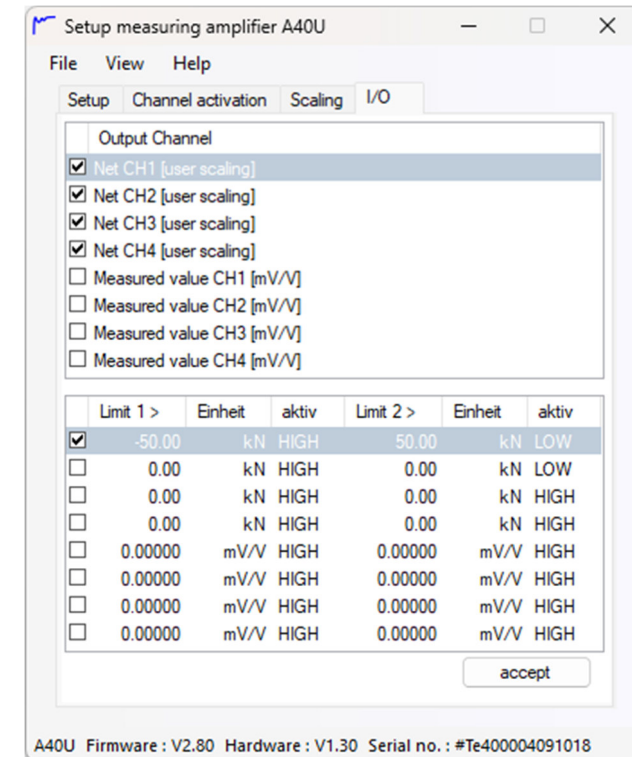 Setup measuring amplifier A40U
File View Help
Setup Channel activation Scaling I/O
Output Channel
Net CH1 [user scaling]
Net CH2 [user scaling]
Net CH3 [user scaling]
Net CH4 [user scaling]
Measured value CH1 [mV/V]
Measured value CH2 [mV/V]
Measured value CH3 [mV/V]
Measured value CH4 [mV/V]
Limit 1 > Einheit aktiv Limit 2 > Einheit aktiv
-50.00 kN HIGH 50.00 kN LOW
0.00 kN HIGH 0.00 kN LOW
0.00 kN HIGH 0.00 kN HIGH
0.00 kN HIGH 0.00 kN HIGH
0.00000 mV/V HIGH 0.00000 mV/V HIGH
0.00000 mV/V HIGH 0.00000 mV/V HIGH
0.00000 mV/V HIGH 0.00000 mV/V HIGH
0.00000 mV/V HIGH 0.00000 mV/V HIGH
accept
A40U Firmware : V2.80 Hardware : V1.30 Serial no. : #Te400004091018